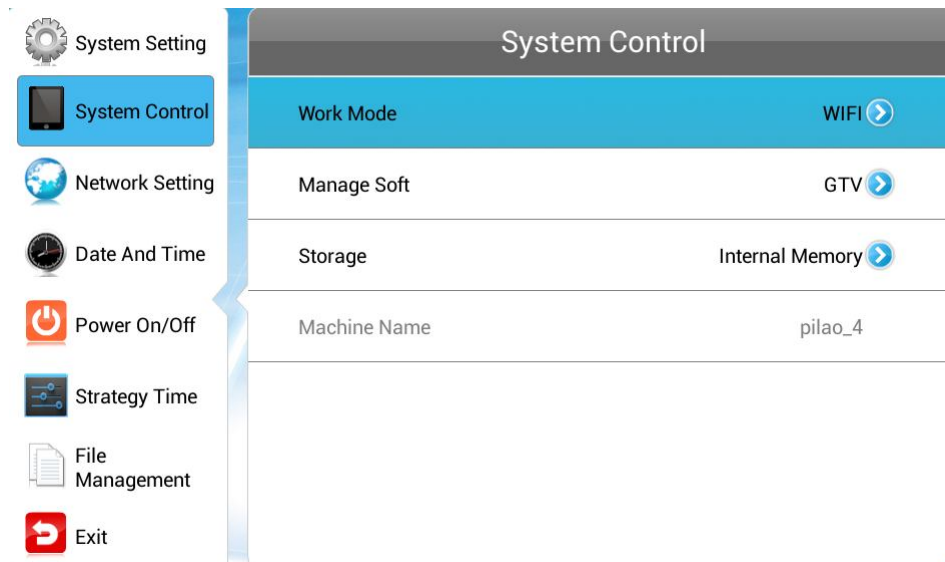 System Setting
System Control
Network Setting
Date And Time
Power On/Off
Strategy Time
File
Management
Exit
System Control
Work Mode WIFI
Manage Soft GTV
Storage Internal Memory
Machine Name pilao_4